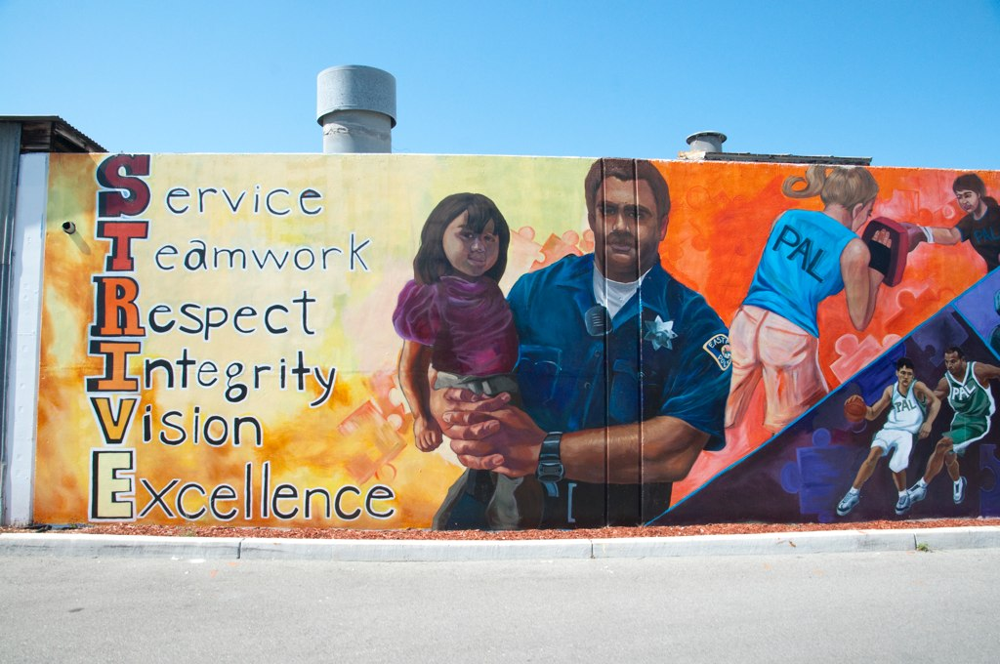 Service
Teamwork
Respect
Integrity
Vision
Excellence
PAL
PAL
PAL